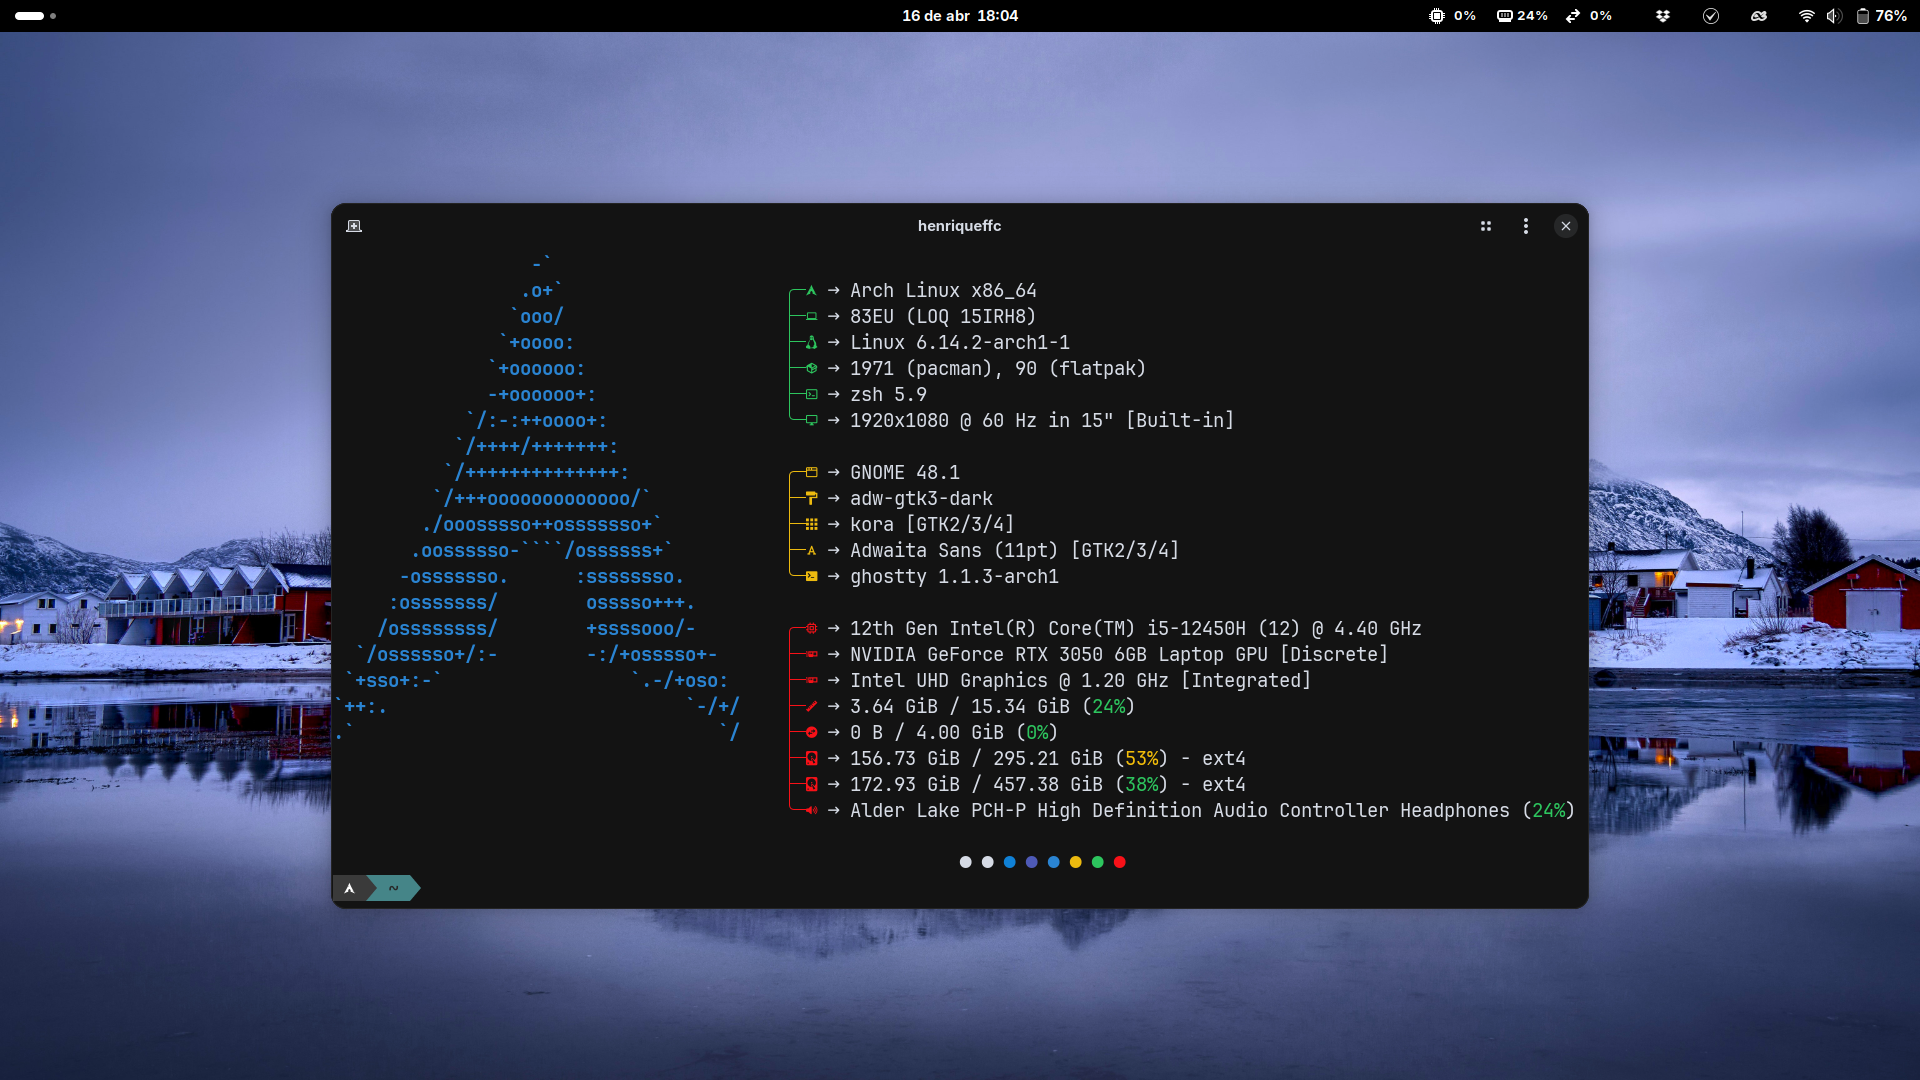 16 de abr 18:04
0%
24%
0%
76%
henriqueffc
                  -`
                 .o+`
                `ooo/
               `+oooo:
              `+oooooo:
              -+oooooo+:
            `/:-:++oooo+:
           `/++++/+++++++:
          `/++++++++++++++:
         `/+++ooooooooooooo/`
        ./ooosssso++osssssso+`
       .oossssso-````/ossssss+`
      -osssssso.      :ssssssso.
     :osssssss/        osssso+++.
    /ossssssss/        +ssssooo/-
  `/ossssso+/:-        -:/+osssso+-
 `+sso+:-`                 `.-/+oso:
`++:.                           `-/+/
.`                                 `/
→ Arch Linux x86_64
→ 83EU (LOQ 15IRH8)
→ Linux 6.14.2-arch1-1
→ 1971 (pacman), 90 (flatpak)
→ zsh 5.9
→ 1920x1080 @ 60 Hz in 15" [Built-in]
→ GNOME 48.1
→ adw-gtk3-dark
→ kora [GTK2/3/4]
→ Adwaita Sans (11pt) [GTK2/3/4]
→ ghostty 1.1.3-arch1
→ 12th Gen Intel(R) Core(TM) i5-12450H (12) @ 4.40 GHz
→ NVIDIA GeForce RTX 3050 6GB Laptop GPU [Discrete]
→ Intel UHD Graphics @ 1.20 GHz [Integrated]
→ 3.64 GiB / 15.34 GiB (24%)
→ 0 B / 4.00 GiB (0%)
→ 156.73 GiB / 295.21 GiB (53%) - ext4
→ 172.93 GiB / 457.38 GiB (38%) - ext4
→ Alder Lake PCH-P High Definition Audio Controller Headphones (24%)
~